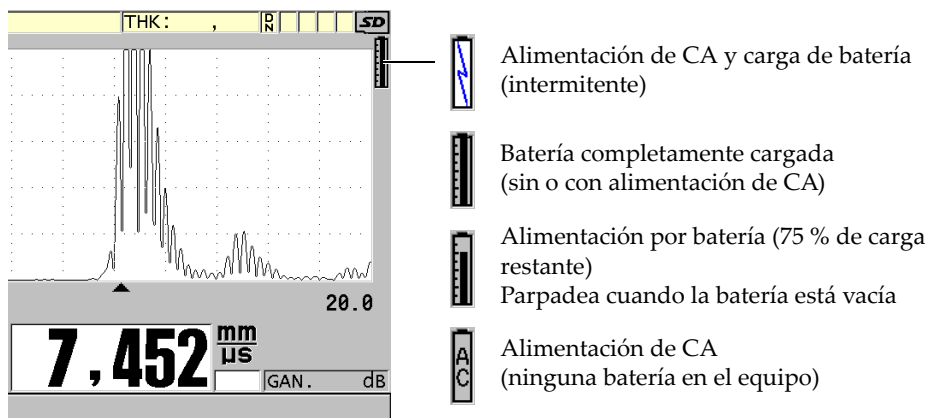 THK: , DN SD
Alimentación de CA y carga de batería
(intermitente)
Batería completamente cargada
(sin o con alimentación de CA)
Alimentación por batería (75 % de carga
restante)
Parpadea cuando la batería está vacía
20.0
7,452 mm/µs
GAN. dB
AC
Alimentación de CA
(ninguna batería en el equipo)